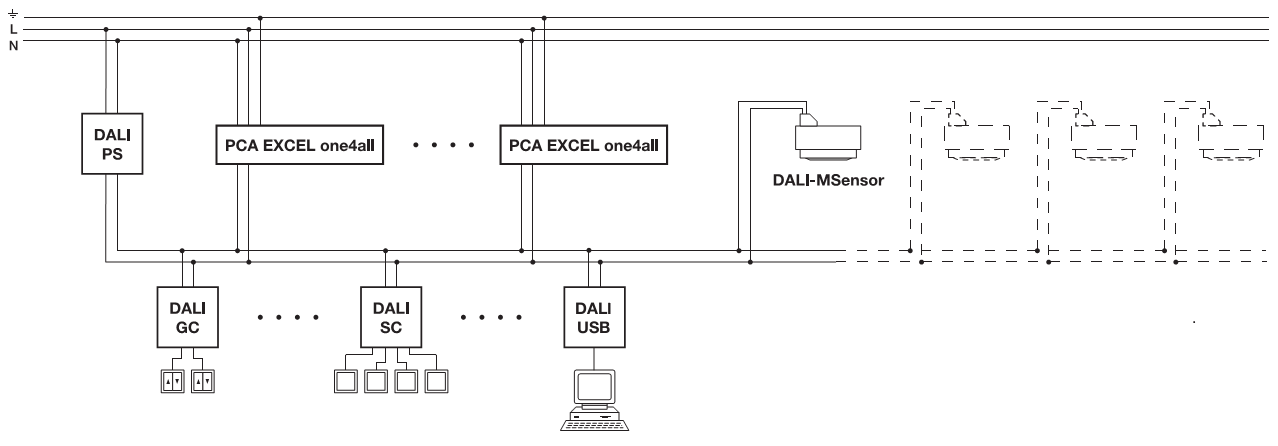 L
N
DALI
PS
PCA EXCEL one4all
PCA EXCEL one4all
DALI-MSensor
DALI
GC
DALI
SC
DALI
USB